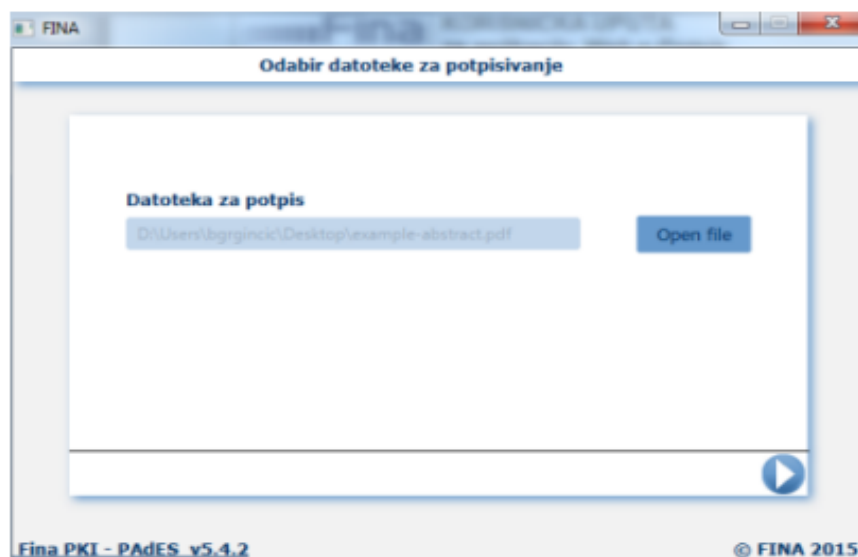 FINA
Odabir datoteke za potpisivanje
Datoteka za potpis
D:\Users\bgrgincic\Desktop\example-abstract.pdf
Open file
Fina PKI - PAdES v5.4.2
© FINA 2015